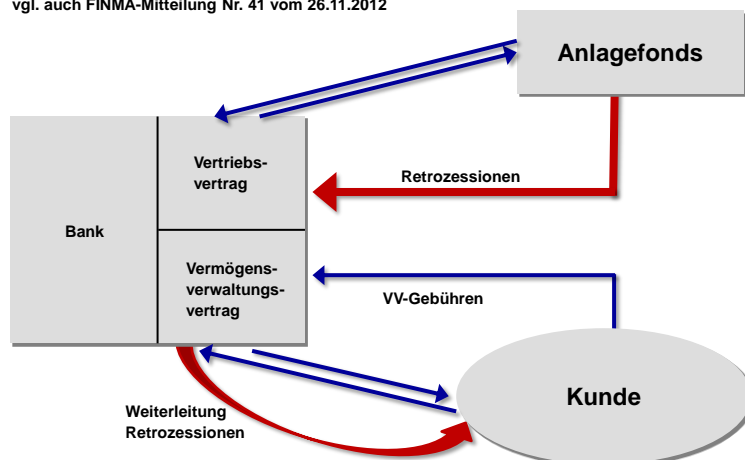 vgl. auch FINMA-Mitteilung Nr. 41 vom 26.11.2012
Anlagefonds
Vertriebs-
vertrag
Retrozessionen
Bank
Vermögens-
verwaltungs-
vertrag
VV-Gebühren
Kunde
Weiterleitung
Retrozessionen